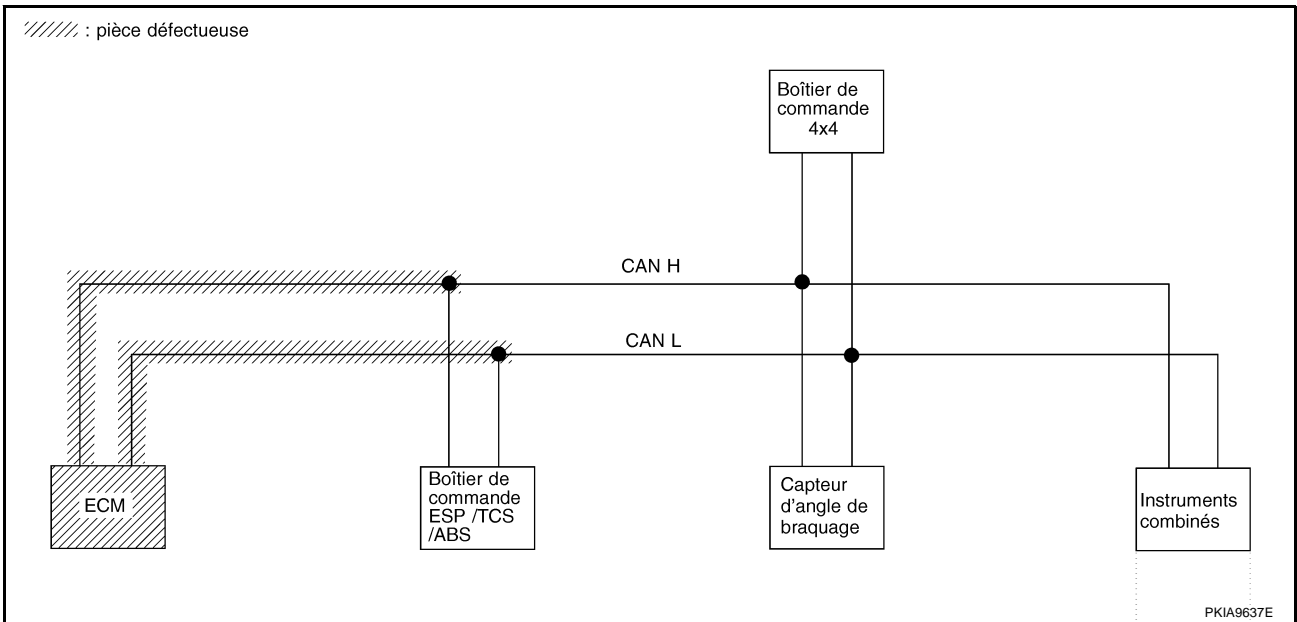 : pièce défectueuse
Boîtier de
commande
4x4
CAN H
CAN L
ECM
Boîtier de
commande
ESP /TCS
/ABS
Capteur
d'angle de
braquage
Instruments
combinés
PKIA9637E